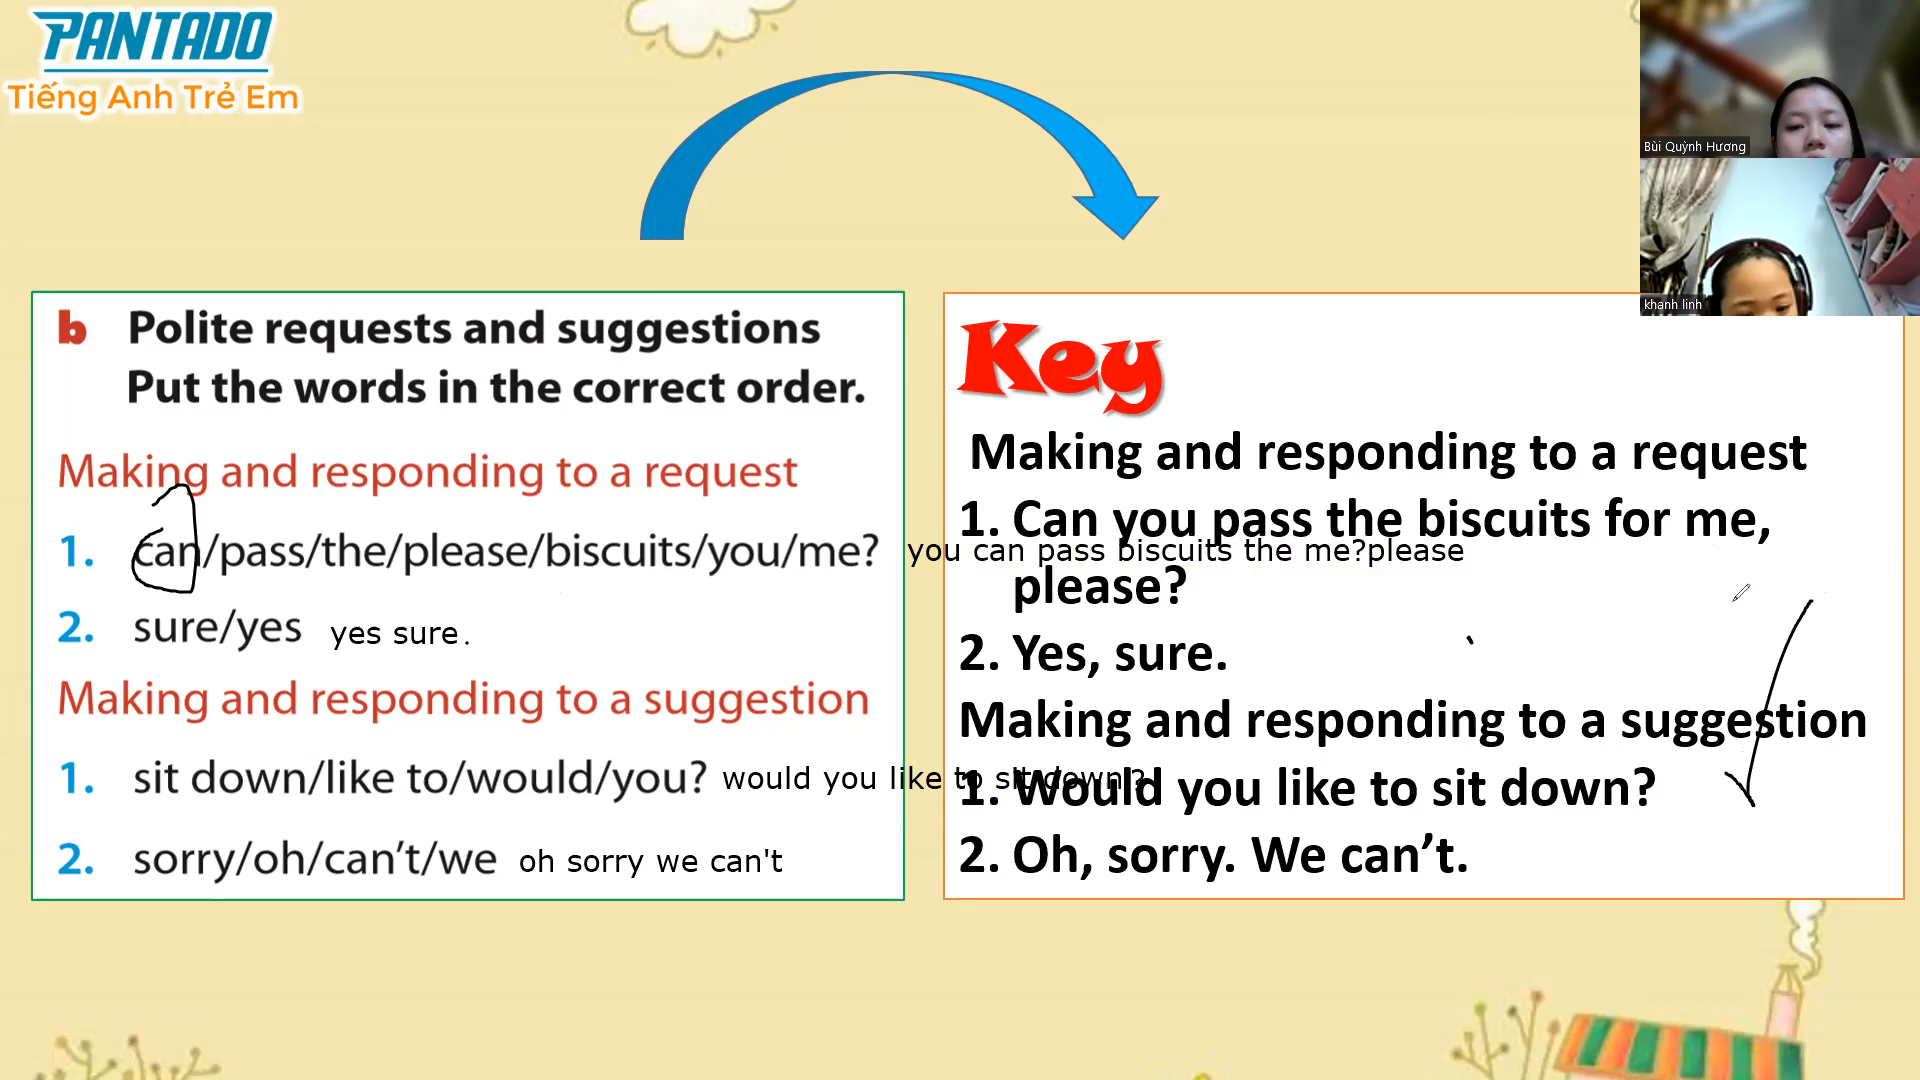 PANTADO
Tiếng Anh Trẻ Em
Bùi Quỳnh Hương
khanh linh
b Polite requests and suggestions
Put the words in the correct order.
Making and responding to a request
1. can/pass/the/please/biscuits/you/me? you can pass biscuits the me?please
2. sure/yes yes sure.
Making and responding to a suggestion
1. sit down/like to/would/you? would you like to sit down?
2. sorry/oh/can't/we oh sorry we can't
Key
Making and responding to a request
1. Can you pass the biscuits for me,
please?
2. Yes, sure.
Making and responding to a suggestion
1. Would you like to sit down?
2. Oh, sorry. We can't.